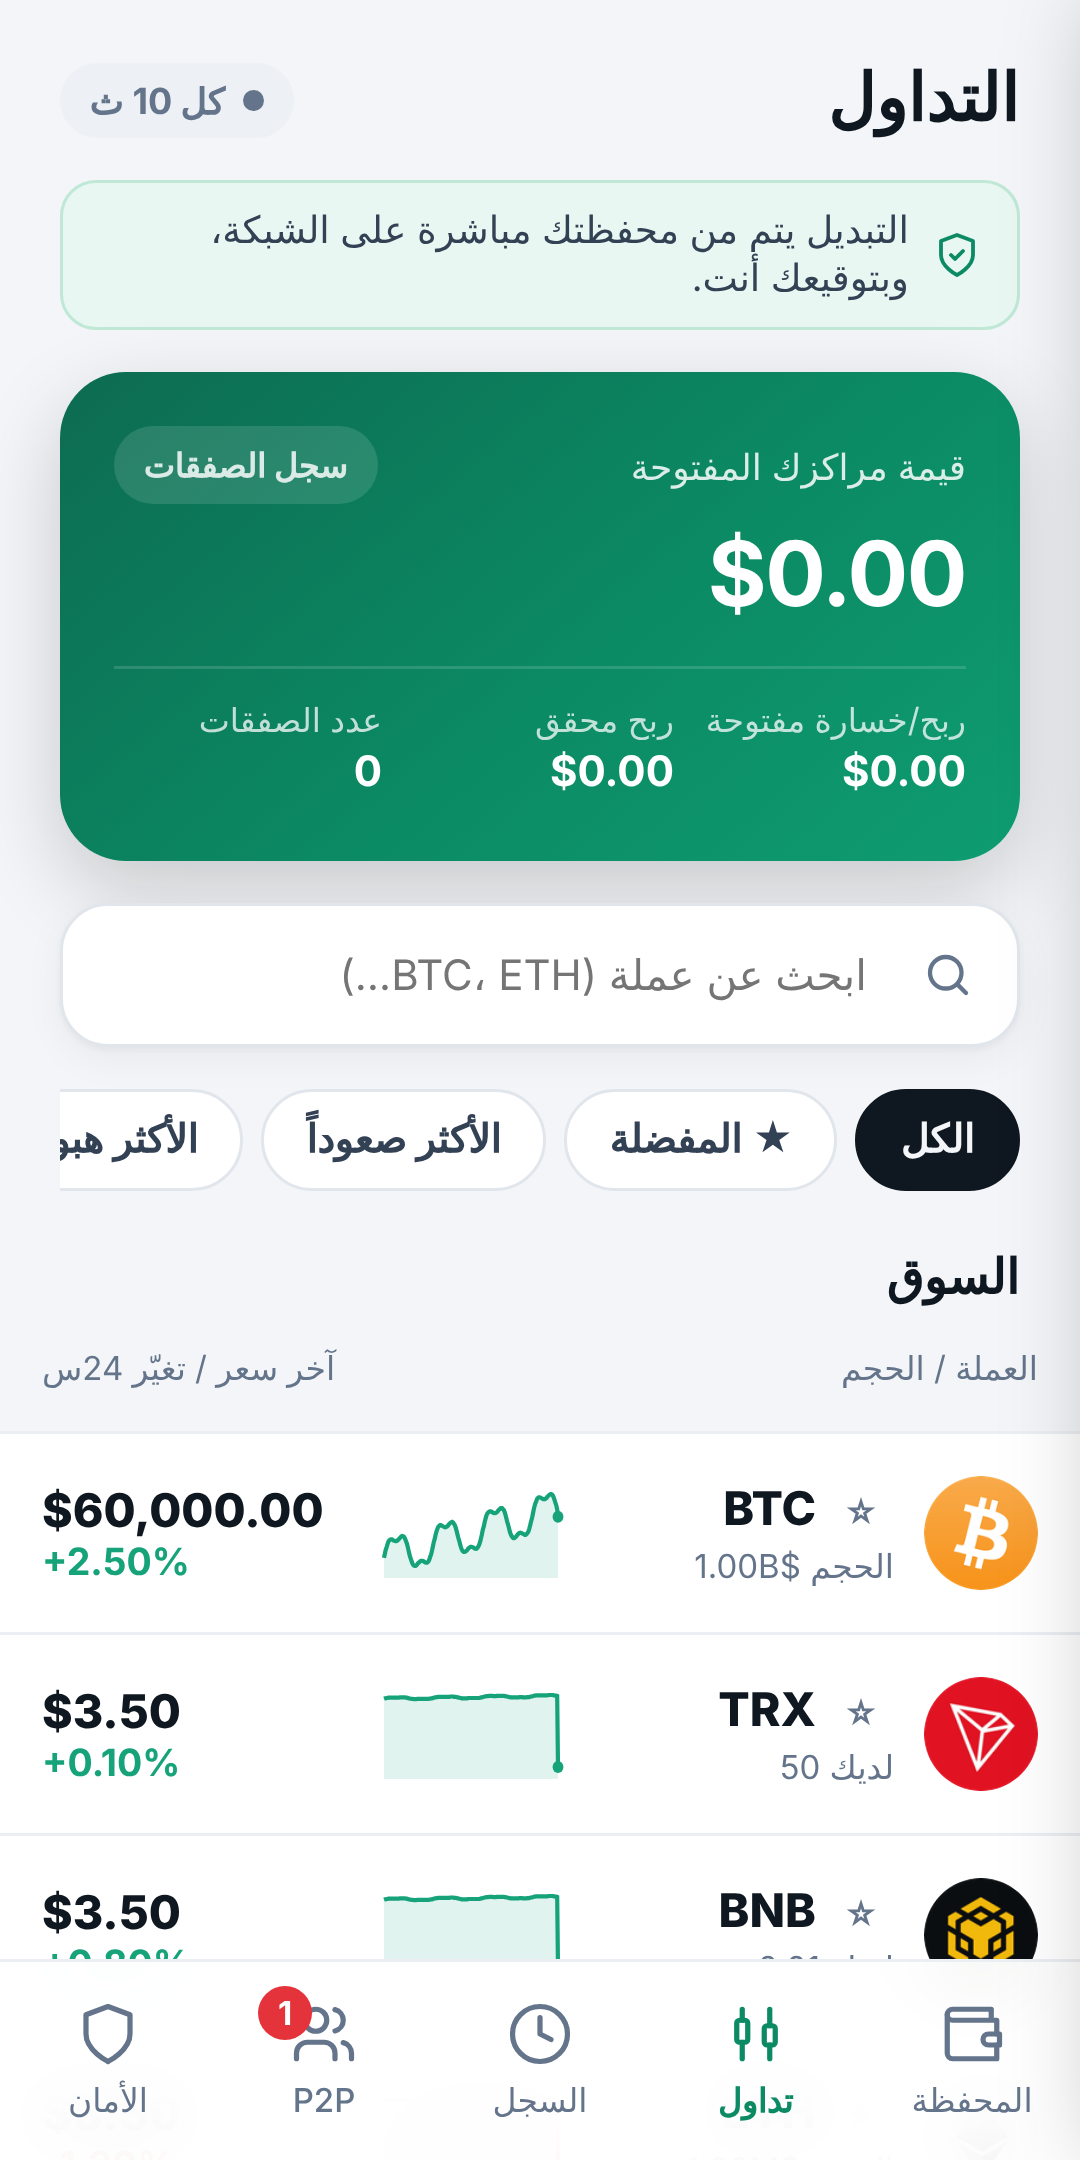 التداول
كل 10 ث
التبديل يتم من محفظتك مباشرة على الشبكة،
وبتوقيعك أنت.
قيمة مراكزك المفتوحة
سجل الصفقات
$0.00
ربح/خسارة مفتوحة
$0.00
ربح محقق
$0.00
عدد الصفقات
0
ابحث عن عملة (BTC، ETH...)
الكل
★ المفضلة
الأكثر صعوداً
الأكثر
السوق
العملة / الحجم
آخر سعر / تغيّر 24س
BTC
الحجم $1.00B
$60,000.00
+2.50%
TRX
لديك 50
$3.50
+0.10%
BNB
$3.50
المحفظة
تداول
السجل
P2P
1
الأمان